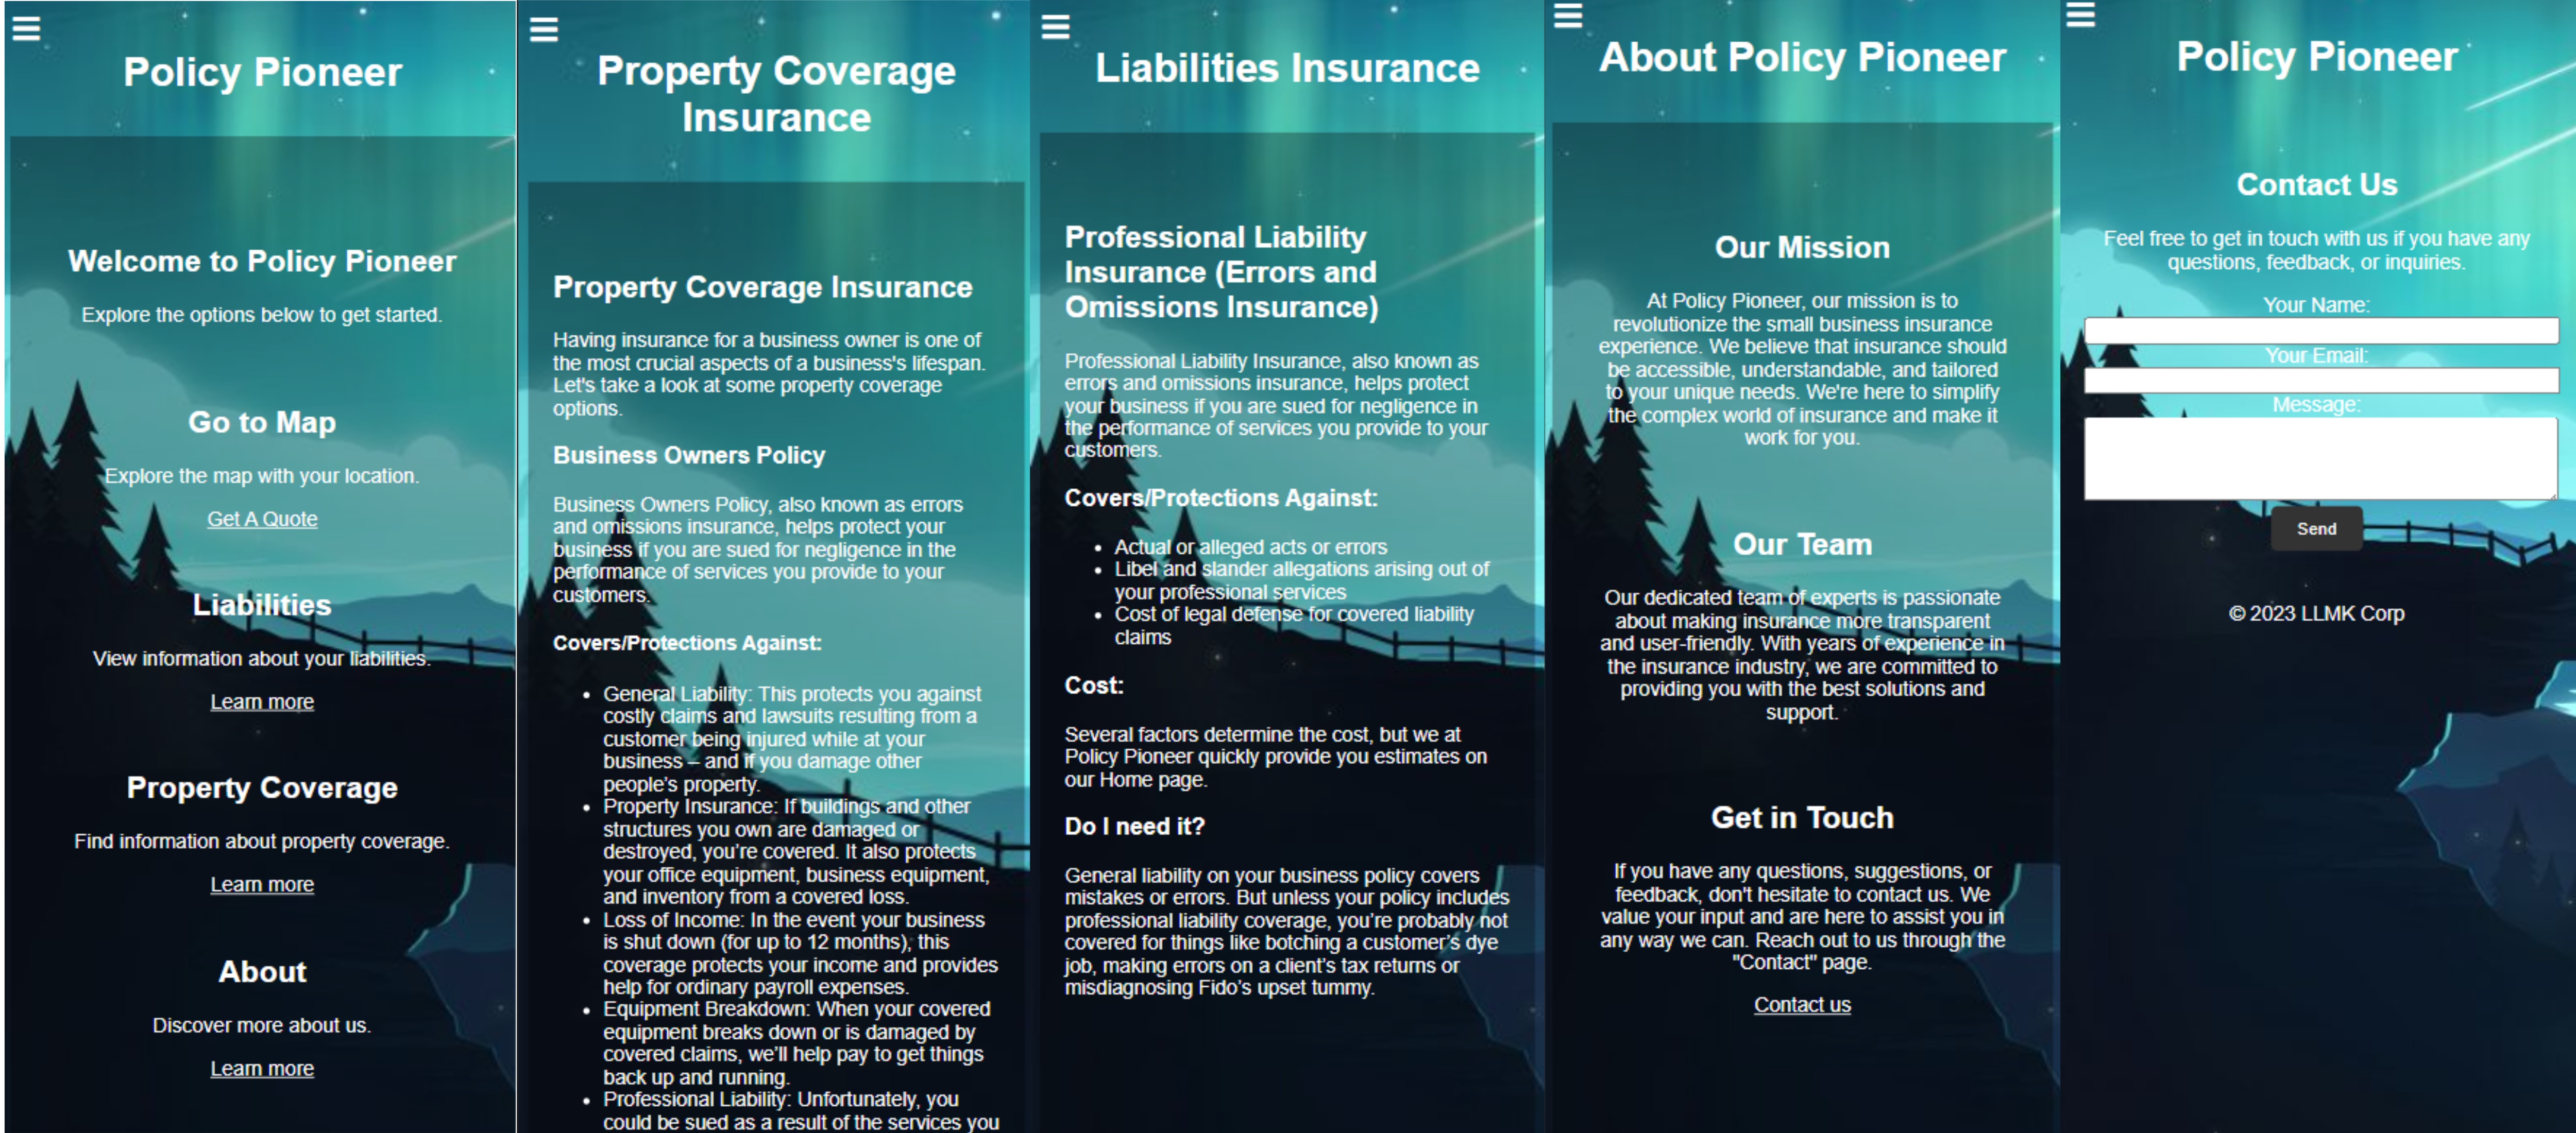 Policy Pioneer
Welcome to Policy Pioneer
Explore the options below to get started.
Go to Map
Explore the map with your location.
Get A Quote
Liabilities
View information about your liabilities.
Learn more
Property Coverage
Find information about property coverage.
Learn more
About
Discover more about us.
Learn more
Property Coverage
Insurance
Property Coverage Insurance
Having insurance for a business owner is one of
the most crucial aspects of a business's lifespan.
Let's take a look at some property coverage
options.
Business Owners Policy
Business Owners Policy, also known as errors
and omissions insurance, helps protect your
business if you are sued for negligence in the
performance of services you provide to your
customers.
Covers/Protections Against:
• General Liability: This protects you against
costly claims and lawsuits resulting from a
customer being injured while at your
business – and if you damage other
people’s property.
• Property Insurance: If buildings and other
structures you own are damaged or
destroyed, you’re covered. It also protects
your office equipment, business equipment,
and inventory from a covered loss.
• Loss of Income: In the event your business
is shut down (for up to 12 months), this
coverage protects your income and provides
help for ordinary payroll expenses.
• Equipment Breakdown: When your covered
equipment breaks down or is damaged by
covered claims, we’ll help pay to get things
back up and running.
• Professional Liability: Unfortunately, you
could be sued as a result of the services you
Liabilities Insurance
Professional Liability
Insurance (Errors and
Omissions Insurance)
Professional Liability Insurance, also known as
errors and omissions insurance, helps protect
your business if you are sued for negligence in
the performance of services you provide to your
customers.
Covers/Protections Against:
• Actual or alleged acts or errors
• Libel and slander allegations arising out of
your professional services
• Cost of legal defense for covered liability
claims
Cost:
Several factors determine the cost, but we at
Policy Pioneer quickly provide you estimates on
our Home page.
Do I need it?
General liability on your business policy covers
mistakes or errors. But unless your policy includes
professional liability coverage, you’re probably not
covered for things like botching a customer’s dye
job, making errors on a client’s tax returns or
misdiagnosing Fido’s upset tummy.
About Policy Pioneer
Our Mission
At Policy Pioneer, our mission is to
revolutionize the small business insurance
experience. We believe that insurance should
be accessible, understandable, and tailored
to your unique needs. We're here to simplify
the complex world of insurance and make it
work for you.
Our Team
Our dedicated team of experts is passionate
about making insurance more transparent
and user-friendly. With years of experience in
the insurance industry, we are committed to
providing you with the best solutions and
support.
Get in Touch
If you have any questions, suggestions, or
feedback, don't hesitate to contact us. We
value your input and are here to assist you in
any way we can. Reach out to us through the
"Contact" page.
Contact us
Policy Pioneer
Contact Us
Feel free to get in touch with us if you have any
questions, feedback, or inquiries.
Your Name:
Your Email:
Message:
Send
© 2023 LLMK Corp